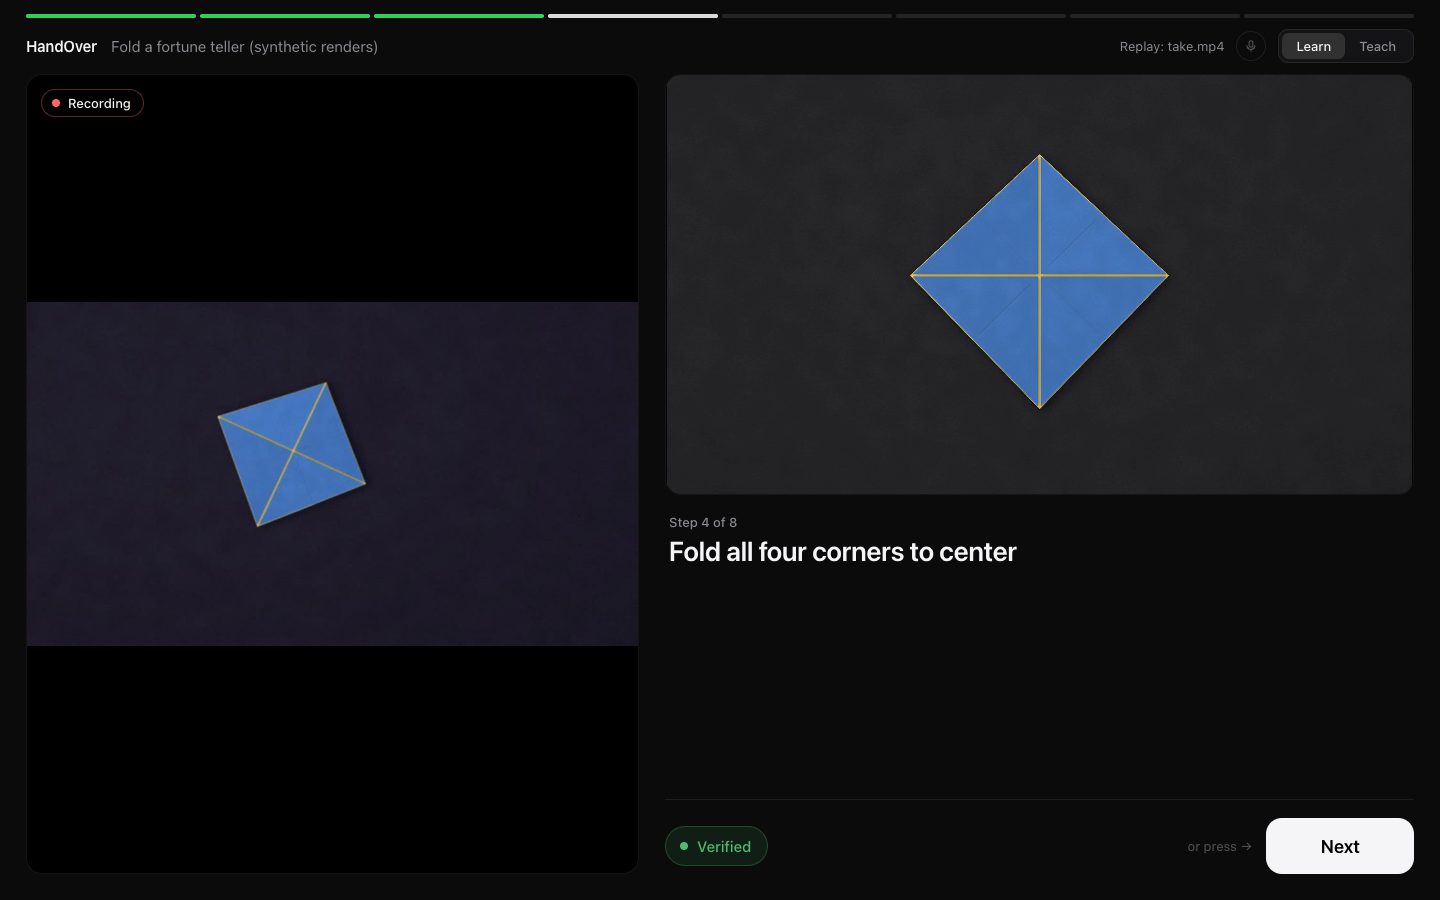 HandOver Fold a fortune teller (synthetic renders) Replay: take.mp4 Learn Teach
Recording
Step 4 of 8
Fold all four corners to center
Verified or press → Next